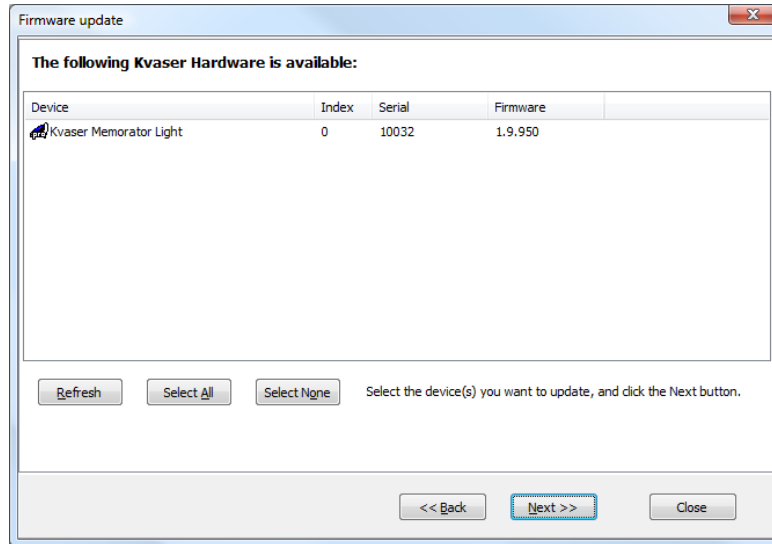 Firmware update
The following Kvaser Hardware is available:
Device Index Serial Firmware
Kvaser Memorator Light 0 10032 1.9.950
Refresh Select All Select None Select the device(s) you want to update, and click the Next button.
<< Back Next >> Close